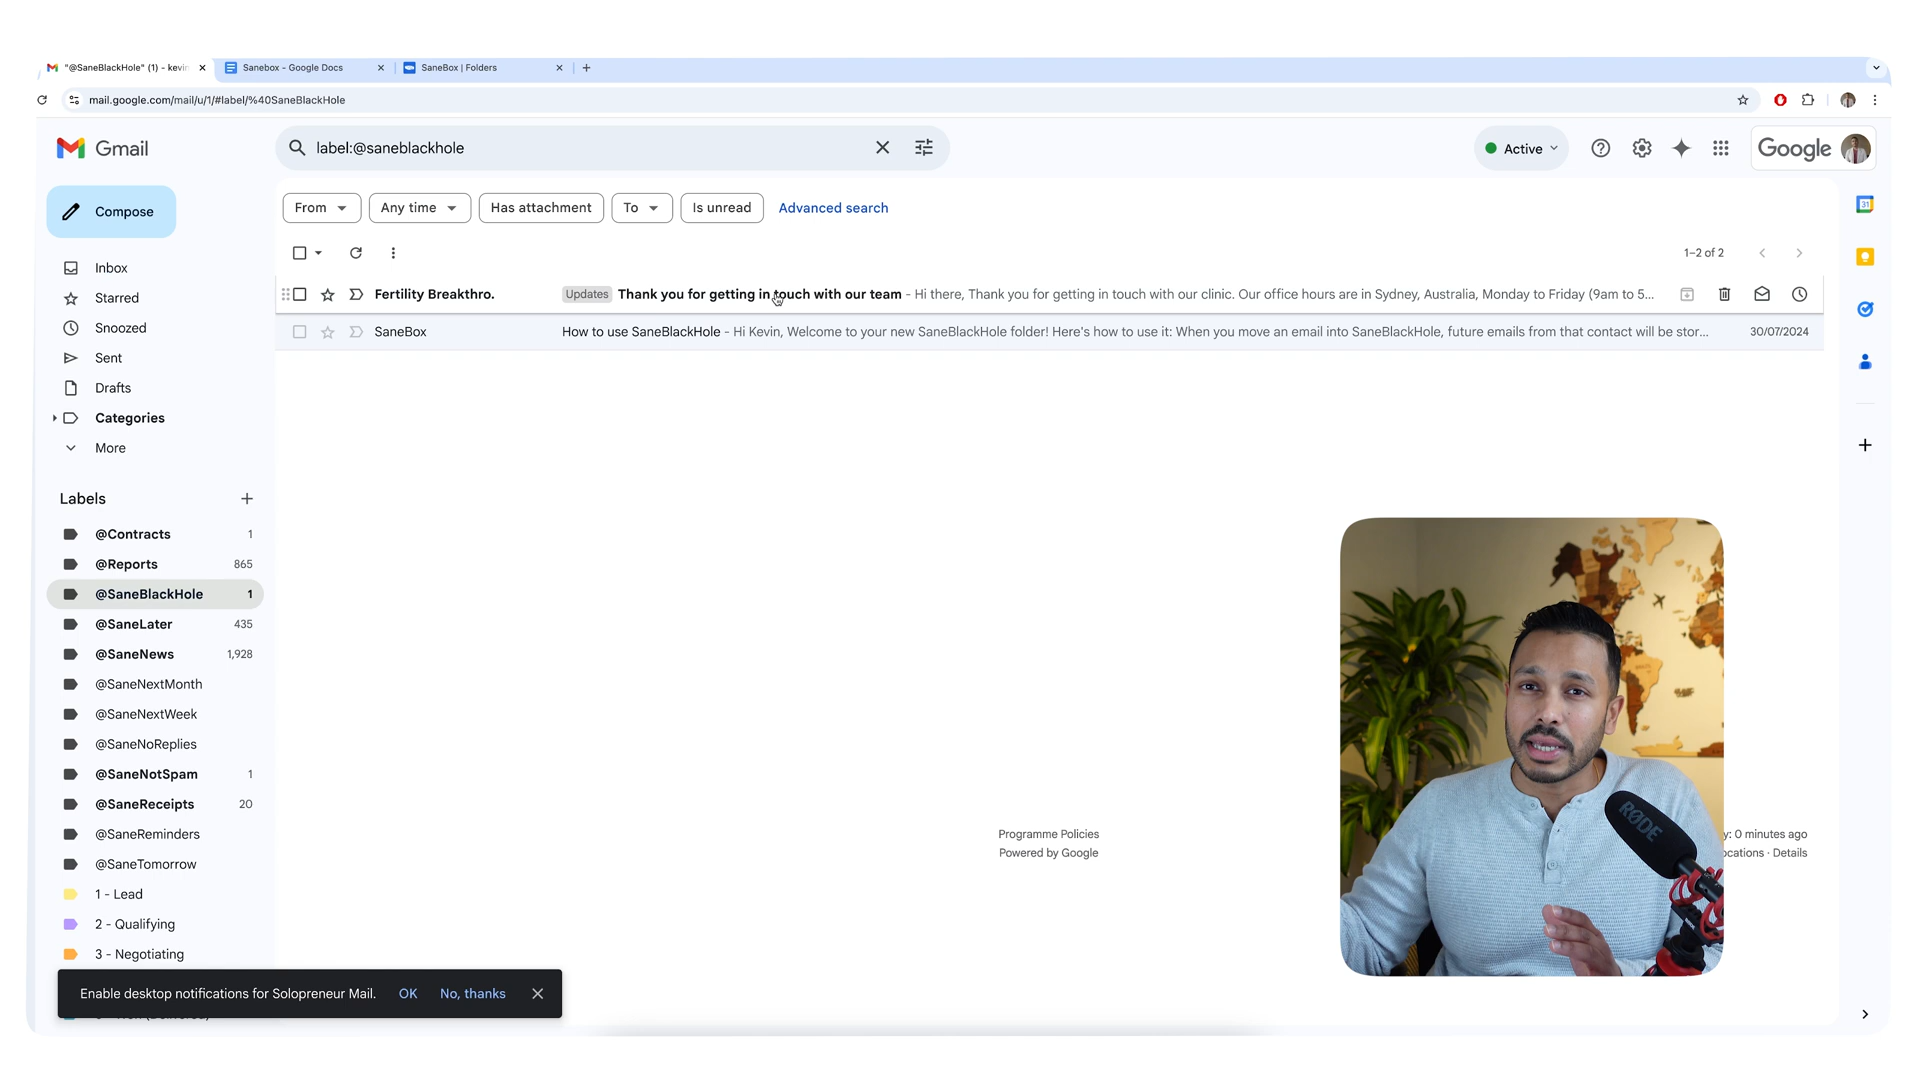 "@SaneBlackHole" (1) - kevin
Sanebox - Google Docs
SaneBox | Folders
mail.google.com/mail/u/1/#label/%40SaneBlackHole
Gmail
label:@saneblackhole
Active
Google
Compose
From
Any time
Has attachment
To
Is unread
Advanced search
1–2 of 2
Inbox
Starred
Snoozed
Sent
Drafts
Categories
More
Fertility Breakthro. Updates Thank you for getting in touch with our team - Hi there, Thank you for getting in touch with our clinic. Our office hours are in Sydney, Australia, Monday to Friday (9am to 5...
SaneBox How to use SaneBlackHole - Hi Kevin, Welcome to your new SaneBlackHole folder! Here's how to use it: When you move an email into SaneBlackHole, future emails from that contact will be stor... 30/07/2024
31
Labels
@Contracts 1
@Reports 865
@SaneBlackHole 1
@SaneLater 435
@SaneNews 1,928
@SaneNextMonth
@SaneNextWeek
@SaneNoReplies
@SaneNotSpam 1
@SaneReceipts 20
@SaneReminders
@SaneTomorrow
1 - Lead
2 - Qualifying
3 - Negotiating
Programme Policies
Powered by Google
y: 0 minutes ago
ocations · Details
RØDE
Enable desktop notifications for Solopreneur Mail. OK No, thanks